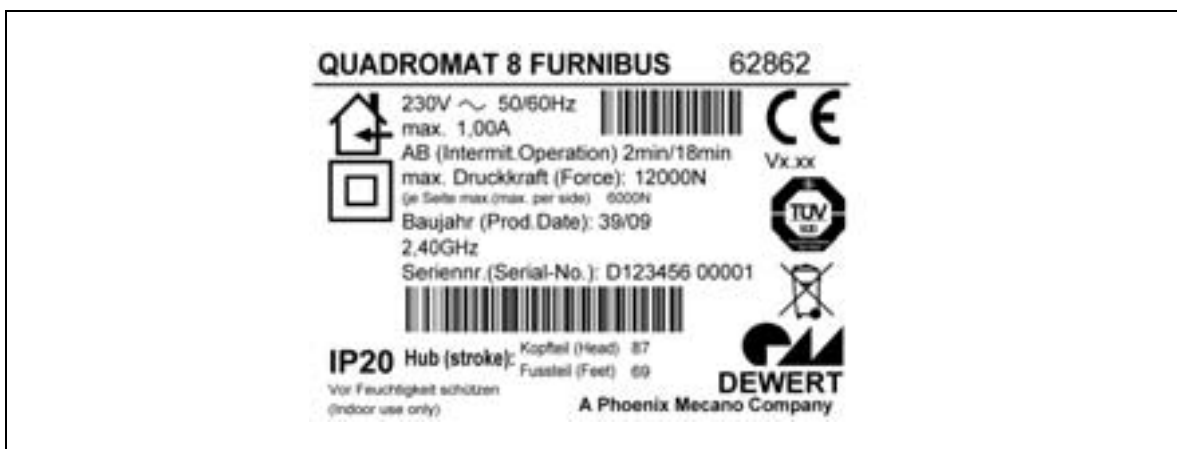 QUADROMAT 8 FURNIBUS 62862
230V ~ 50/60Hz
max. 1,00A
AB (Intermit.Operation) 2min/18min
max. Druckkraft (Force): 12000N
(je Seite max.(max. per side) 6000N
Baujahr (Prod.Date): 39/09
2,40GHz
Seriennr.(Serial-No.): D123456 00001
CE
Vx.xx
TÜV
IP20 Hub (stroke):
Kopfteil (Head) 87
Fussteil (Feet) 69
Vor Feuchtigkeit schützen
(Indoor use only)
DEWERT
A Phoenix Mecano Company